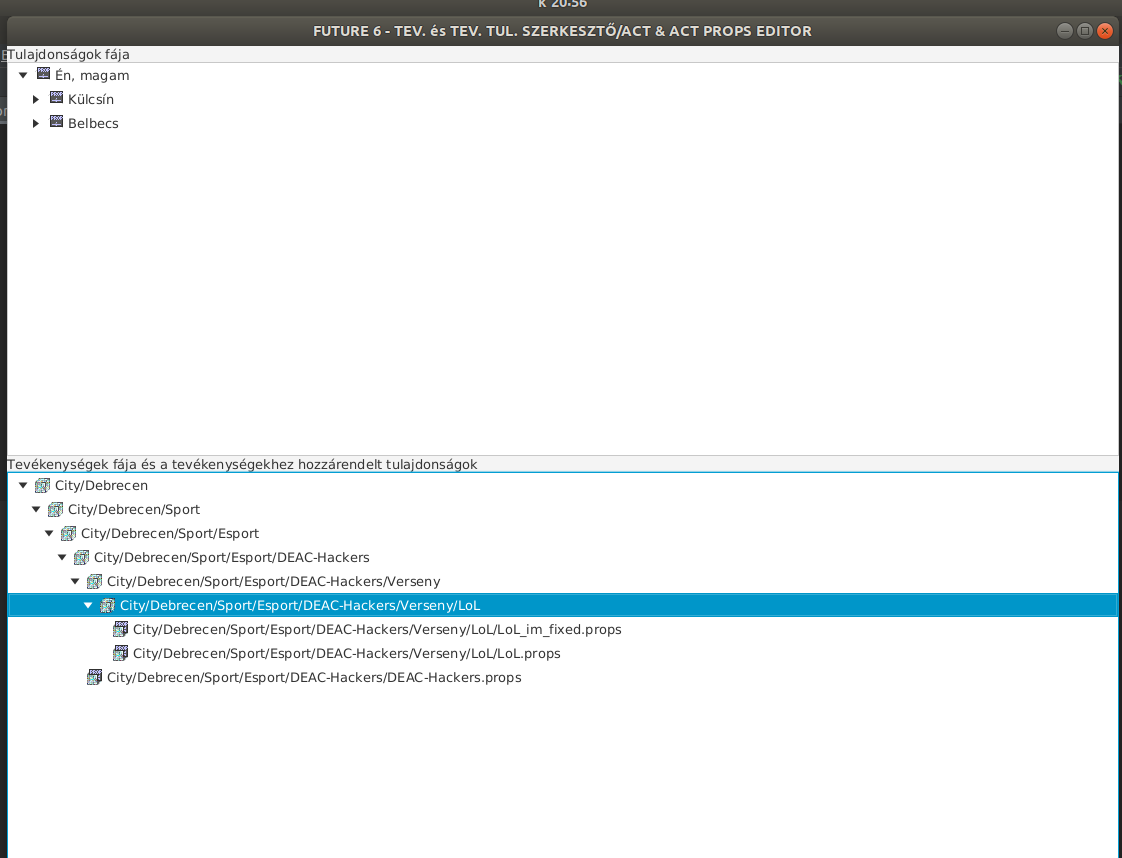 K 20:56
FUTURE 6 - TEV. és TEV. TUL. SZERKESZTŐ/ACT & ACT PROPS EDITOR
Tulajdonságok fája
Én, magam
Külcsín
Belbecs
Tevékenységek fája és a tevékenységekhez hozzárendelt tulajdonságok
City/Debrecen
City/Debrecen/Sport
City/Debrecen/Sport/Esport
City/Debrecen/Sport/Esport/DEAC-Hackers
City/Debrecen/Sport/Esport/DEAC-Hackers/Verseny
City/Debrecen/Sport/Esport/DEAC-Hackers/Verseny/LoL
City/Debrecen/Sport/Esport/DEAC-Hackers/Verseny/LoL/LoL_im_fixed.props
City/Debrecen/Sport/Esport/DEAC-Hackers/Verseny/LoL/LoL.props
City/Debrecen/Sport/Esport/DEAC-Hackers/DEAC-Hackers.props